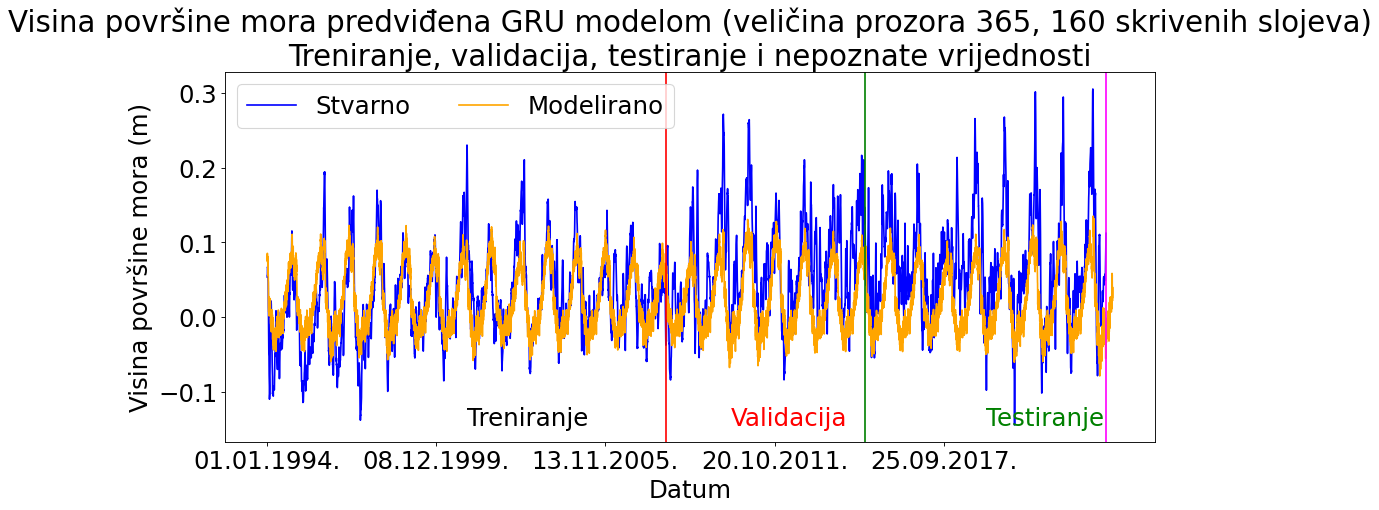 Visina površine mora predviđena GRU modelom (veličina prozora 365, 160 skrivenih slojeva)
Treniranje, validacija, testiranje i nepoznate vrijednosti
Stvarno
Modelirano
Visina površine mora (m)
0.3
0.2
0.1
0.0
−0.1
Treniranje
Validacija
Testiranje
01.01.1994.
08.12.1999.
13.11.2005.
20.10.2011.
25.09.2017.
Datum